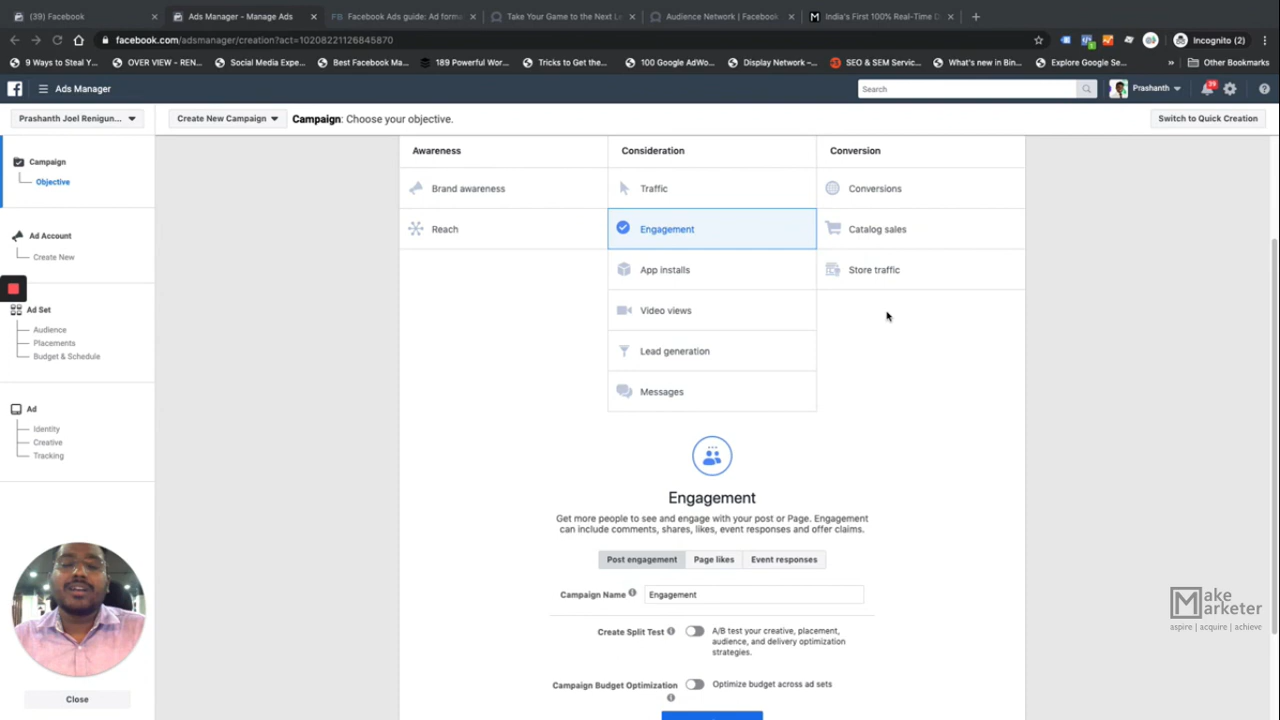 (39) Facebook
Ads Manager - Manage Ads
Facebook Ads guide: Ad forma
Take Your Game to the Next Le
Audience Network | Facebook
India's First 100% Real-Time D
facebook.com/adsmanager/creation?act=10208221126845870
Incognito (2)
9 Ways to Steal Y...
OVER VIEW - REN...
Social Media Expe...
Best Facebook Ma...
189 Powerful Wor...
Tricks to Get the...
100 Google AdWo...
Display Network –...
SEO & SEM Servic...
What's new in Bin...
Explore Google Se...
Other Bookmarks
Ads Manager
Search
Prashanth
39
Prashanth Joel Renigun...
Create New Campaign
Campaign: Choose your objective.
Switch to Quick Creation
Campaign
Objective
Ad Account
Create New
Ad Set
Audience
Placements
Budget & Schedule
Ad
Identity
Creative
Tracking
Close
Awareness
Consideration
Conversion
Brand awareness
Traffic
Conversions
Reach
Engagement
Catalog sales
App installs
Store traffic
Video views
Lead generation
Messages
Engagement
Get more people to see and engage with your post or Page. Engagement
can include comments, shares, likes, event responses and offer claims.
Post engagement
Page likes
Event responses
Campaign Name
Engagement
Create Split Test
A/B test your creative, placement,
audience, and delivery optimization
strategies.
Campaign Budget Optimization
Optimize budget across ad sets
Make
Marketer
aspire | acquire | achieve